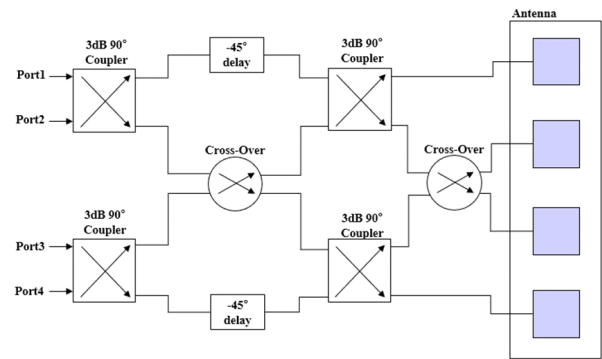 Antenna
3dB 90°
Coupler
-45°
delay
3dB 90°
Coupler
Port1
Port2
Cross-Over
Cross-Over
3dB 90°
Coupler
3dB 90°
Coupler
Port3
Port4
-45°
delay